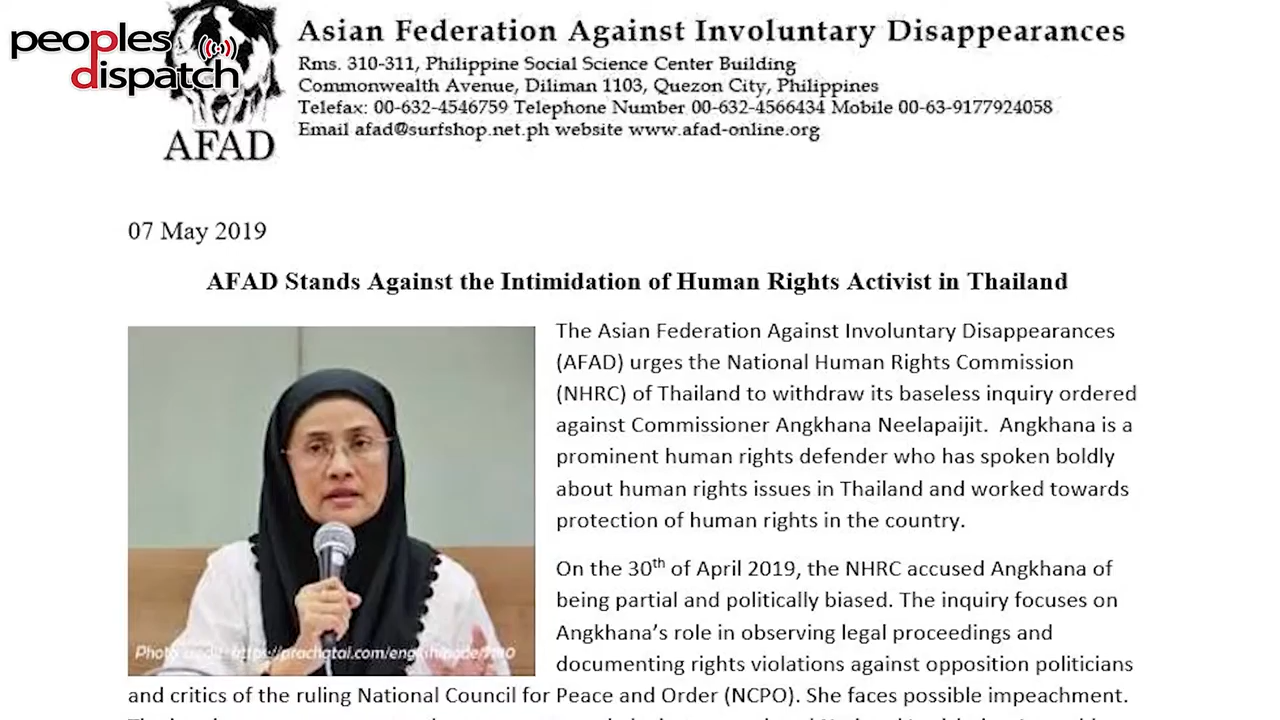 peoples
dispatch
AFAD
Asian Federation Against Involuntary Disappearances
Rms. 310-311, Philippine Social Science Center Building
Commonwealth Avenue, Diliman 1103, Quezon City, Philippines
Telefax: 00-632-4546759 Telephone Number 00-632-4566434 Mobile 00-63-9177924058
Email afad@surfshop.net.ph website www.afad-online.org
07 May 2019
AFAD Stands Against the Intimidation of Human Rights Activist in Thailand
The Asian Federation Against Involuntary Disappearances
(AFAD) urges the National Human Rights Commission
(NHRC) of Thailand to withdraw its baseless inquiry ordered
against Commissioner Angkhana Neelapaijit. Angkhana is a
prominent human rights defender who has spoken boldly
about human rights issues in Thailand and worked towards
protection of human rights in the country.
On the 30th of April 2019, the NHRC accused Angkhana of
being partial and politically biased. The inquiry focuses on
Angkhana's role in observing legal proceedings and
documenting rights violations against opposition politicians
and critics of the ruling National Council for Peace and Order (NCPO). She faces possible impeachment.
Photo